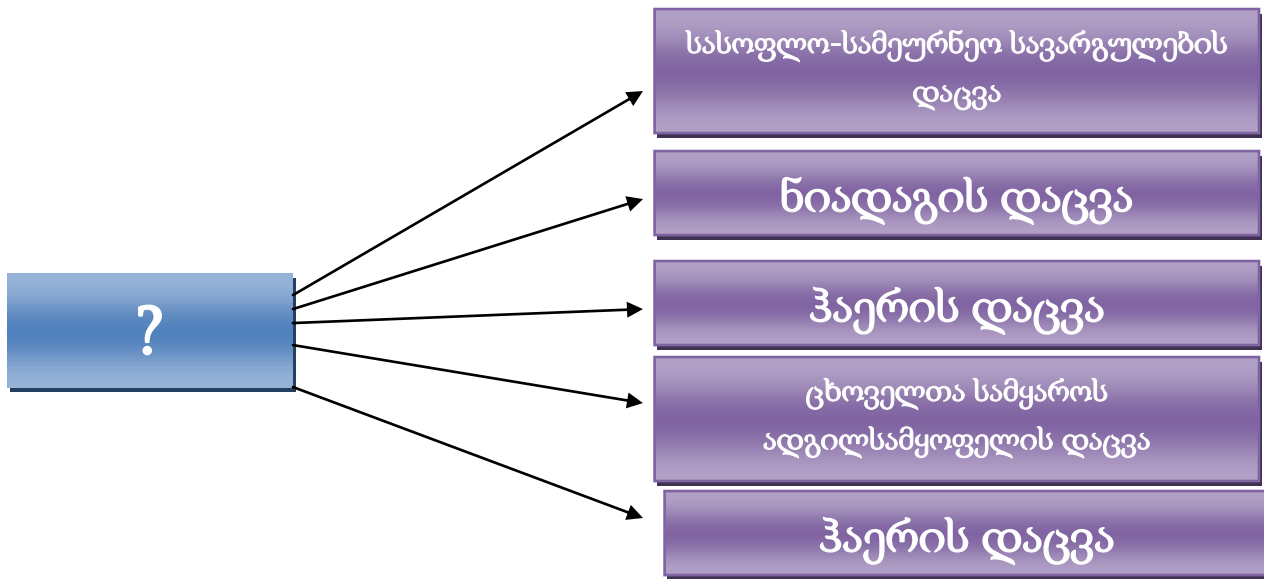 სასოფლო-სამეურნეო სავარგულების
დაცვა
ნიადაგის დაცვა
?
ჰაერის დაცვა
ცხოველთა სამყაროს
ადგილსამყოფელის დაცვა
ჰაერის დაცვა